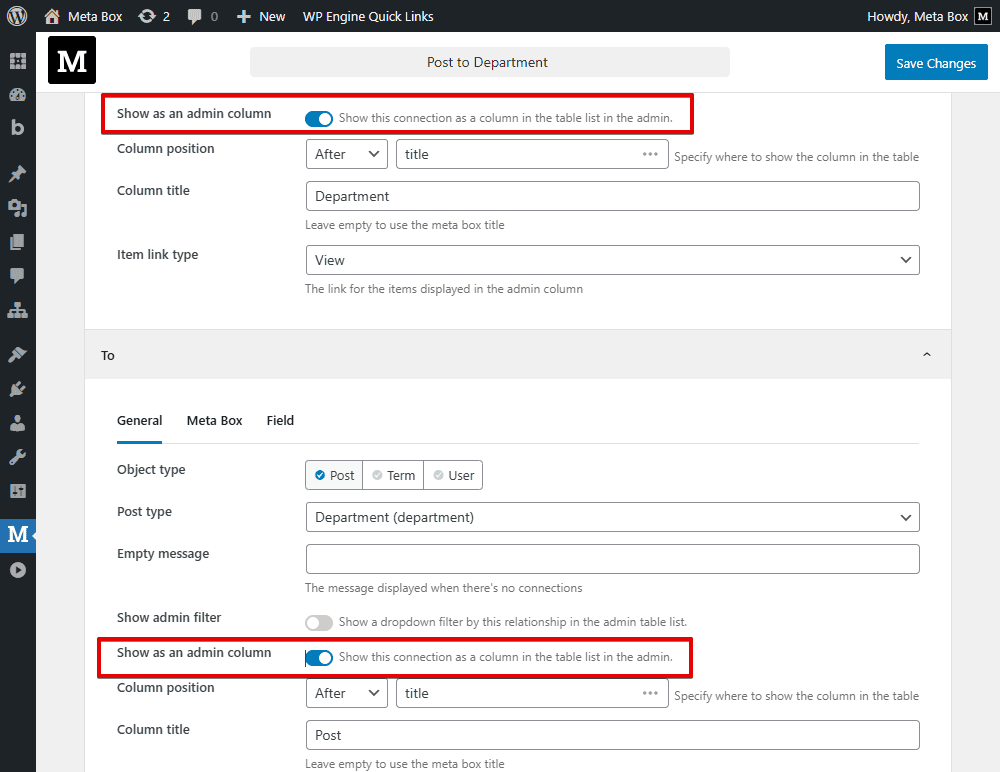 Meta Box 2 0 New WP Engine Quick Links Howdy, Meta Box M
M Post to Department Save Changes
Show as an admin column Show this connection as a column in the table list in the admin.
Column position After title ••• Specify where to show the column in the table
Column title Department
Leave empty to use the meta box title
Item link type View
The link for the items displayed in the admin column
To
General Meta Box Field
Object type Post Term User
Post type Department (department)
Empty message
The message displayed when there's no connections
Show admin filter Show a dropdown filter by this relationship in the admin table list.
M
Show as an admin column Show this connection as a column in the table list in the admin.
Column position After title ••• Specify where to show the column in the table
Column title Post
Leave empty to use the meta box title